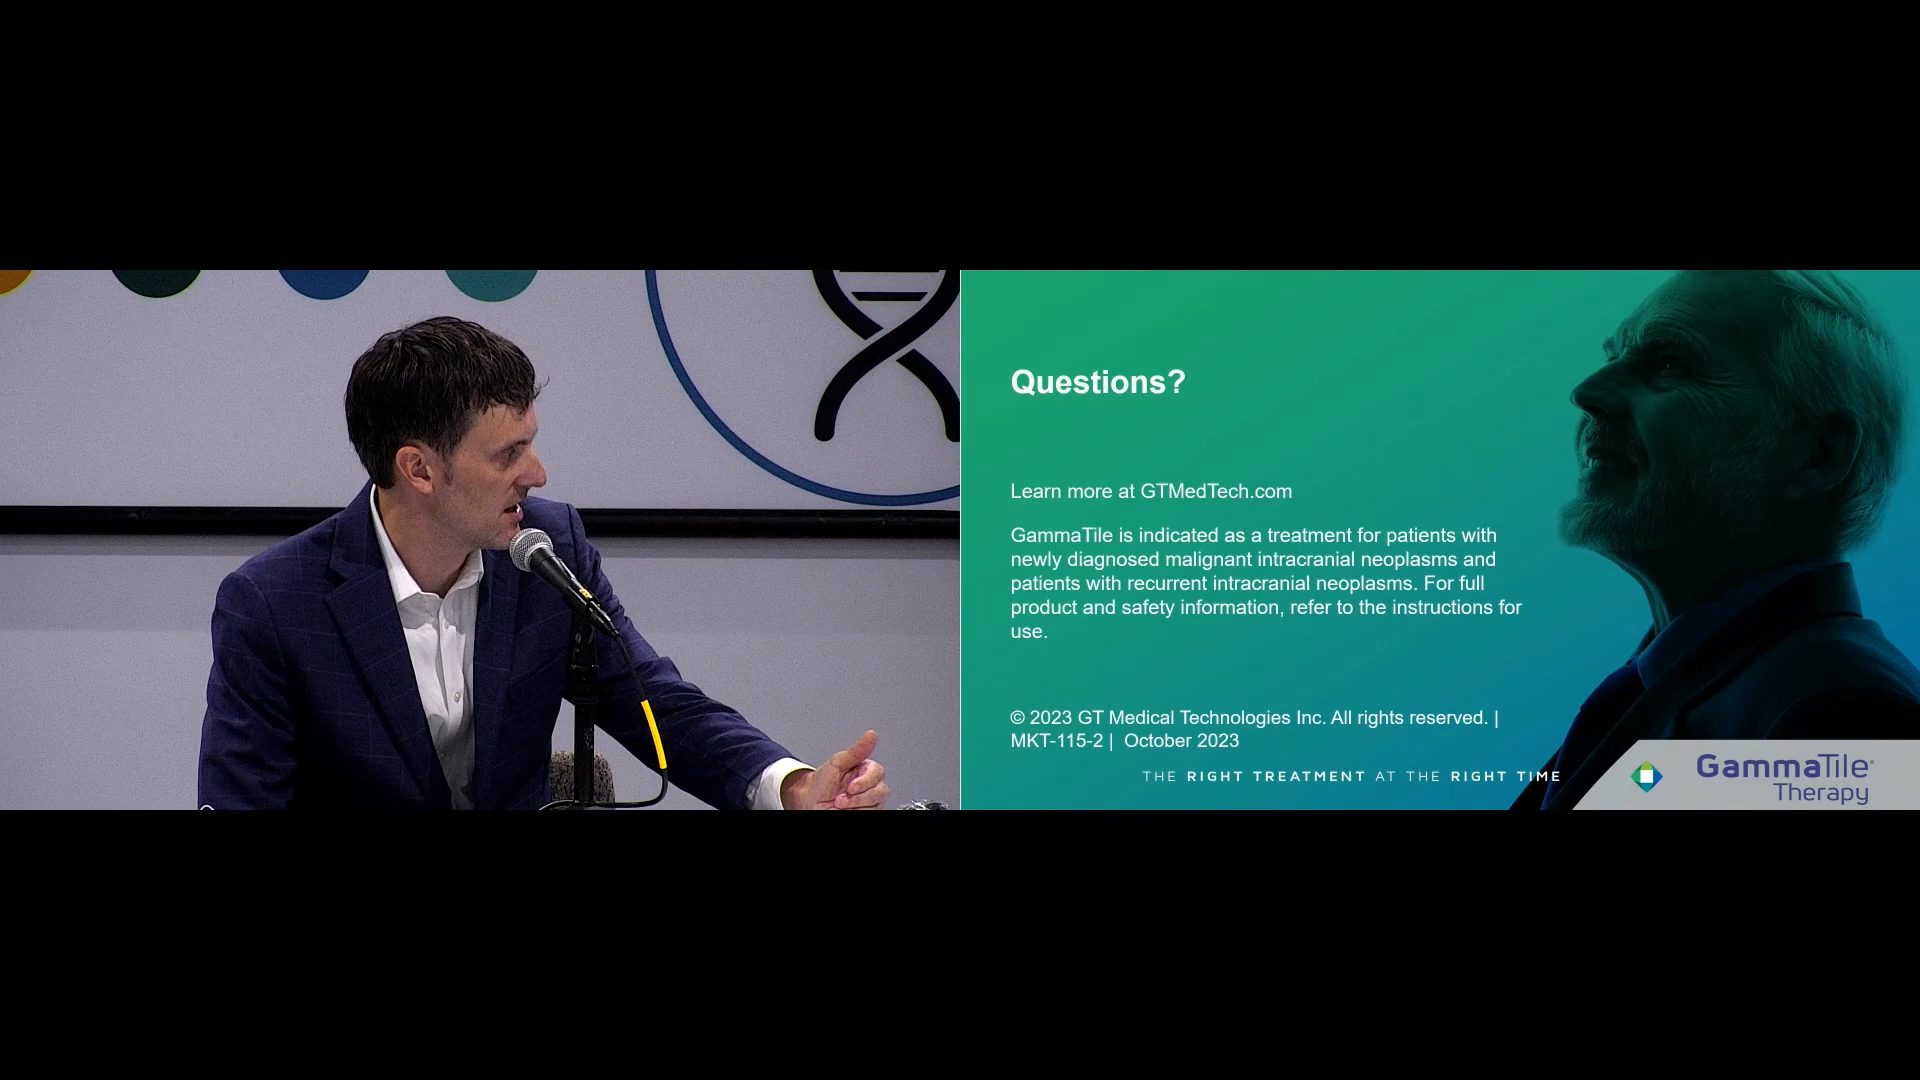 Questions?
Learn more at GTMedTech.com
GammaTile is indicated as a treatment for patients with
newly diagnosed malignant intracranial neoplasms and
patients with recurrent intracranial neoplasms. For full
product and safety information, refer to the instructions for
use.
© 2023 GT Medical Technologies Inc. All rights reserved. |
MKT-115-2 | October 2023
THE RIGHT TREATMENT AT THE RIGHT TIME
GammaTile®
Therapy